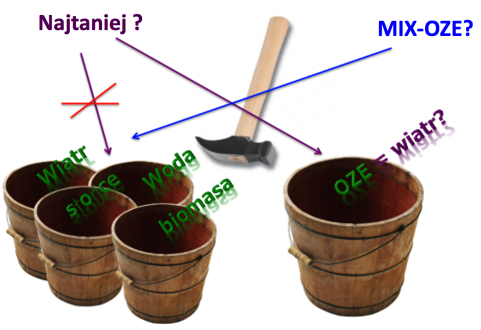 Najtaniej ?
MIX-OZE?
Wiatr
słońce
Woda
biomasa
OZE = wiatr?